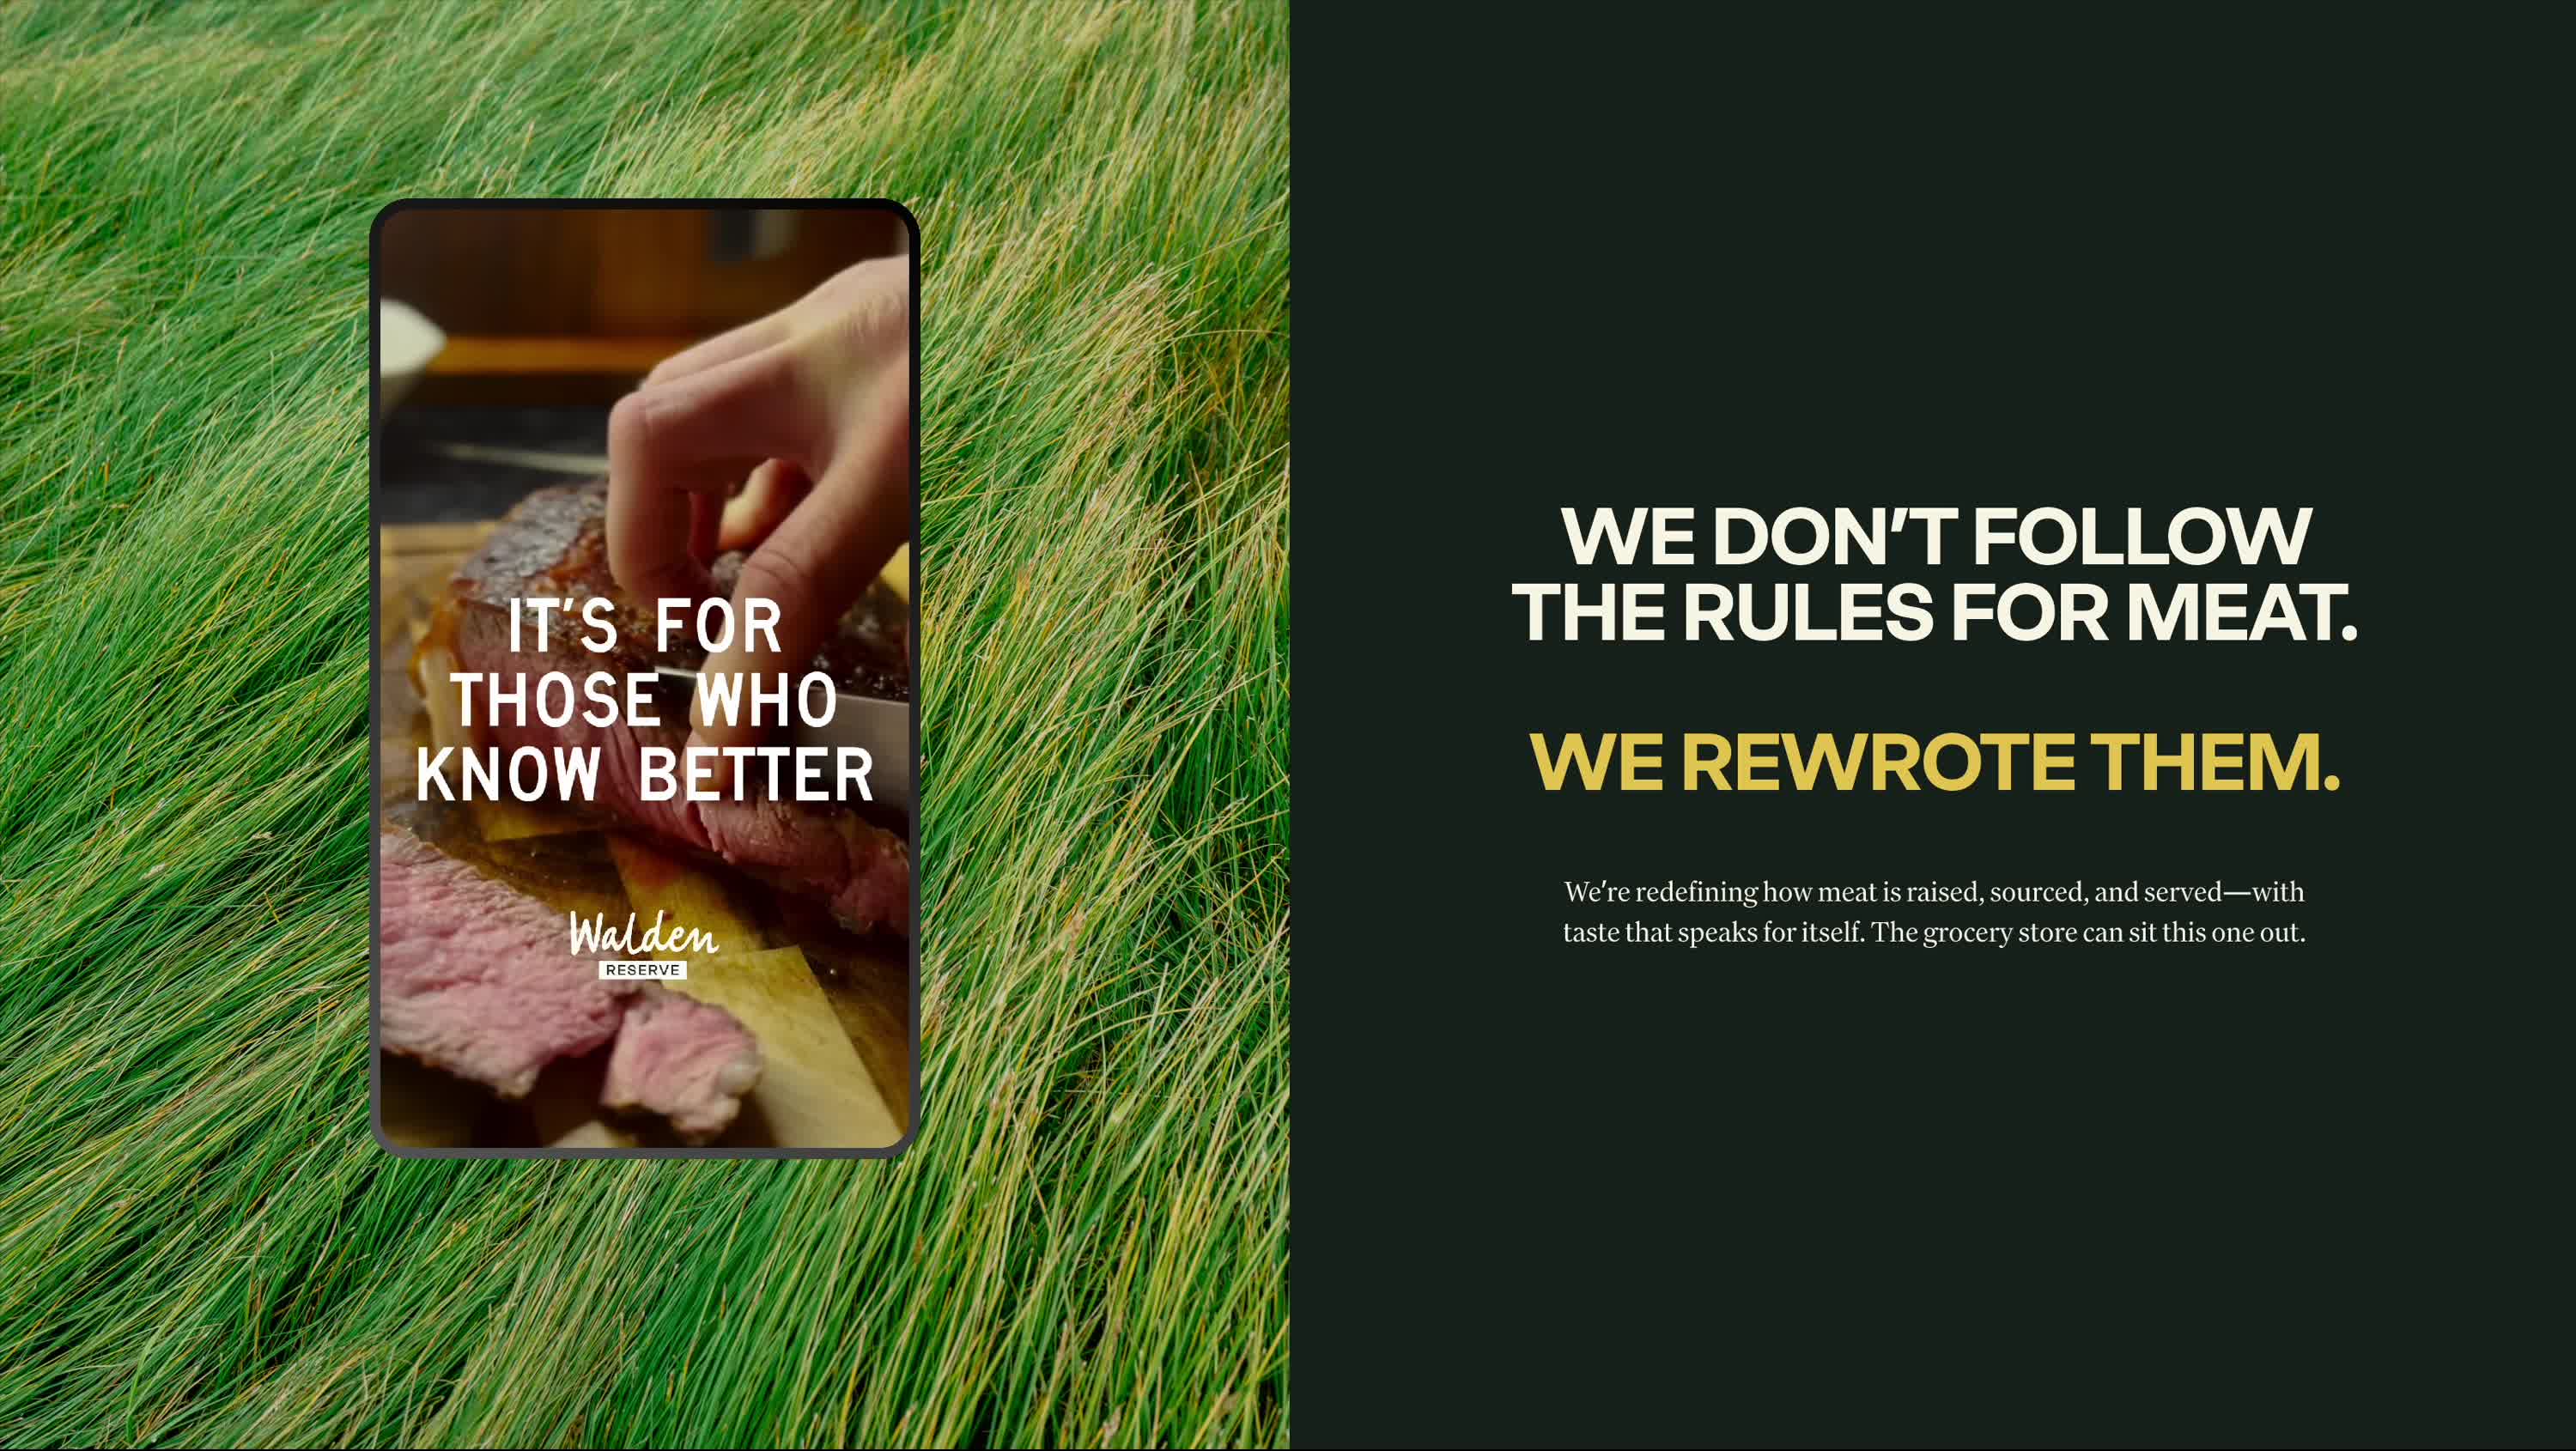 IT'S FOR
THOSE WHO
KNOW BETTER
Walden
RESERVE
WE DON'T FOLLOW
THE RULES FOR MEAT.
WE REWROTE THEM.
We're redefining how meat is raised, sourced, and served—with
taste that speaks for itself. The grocery store can sit this one out.